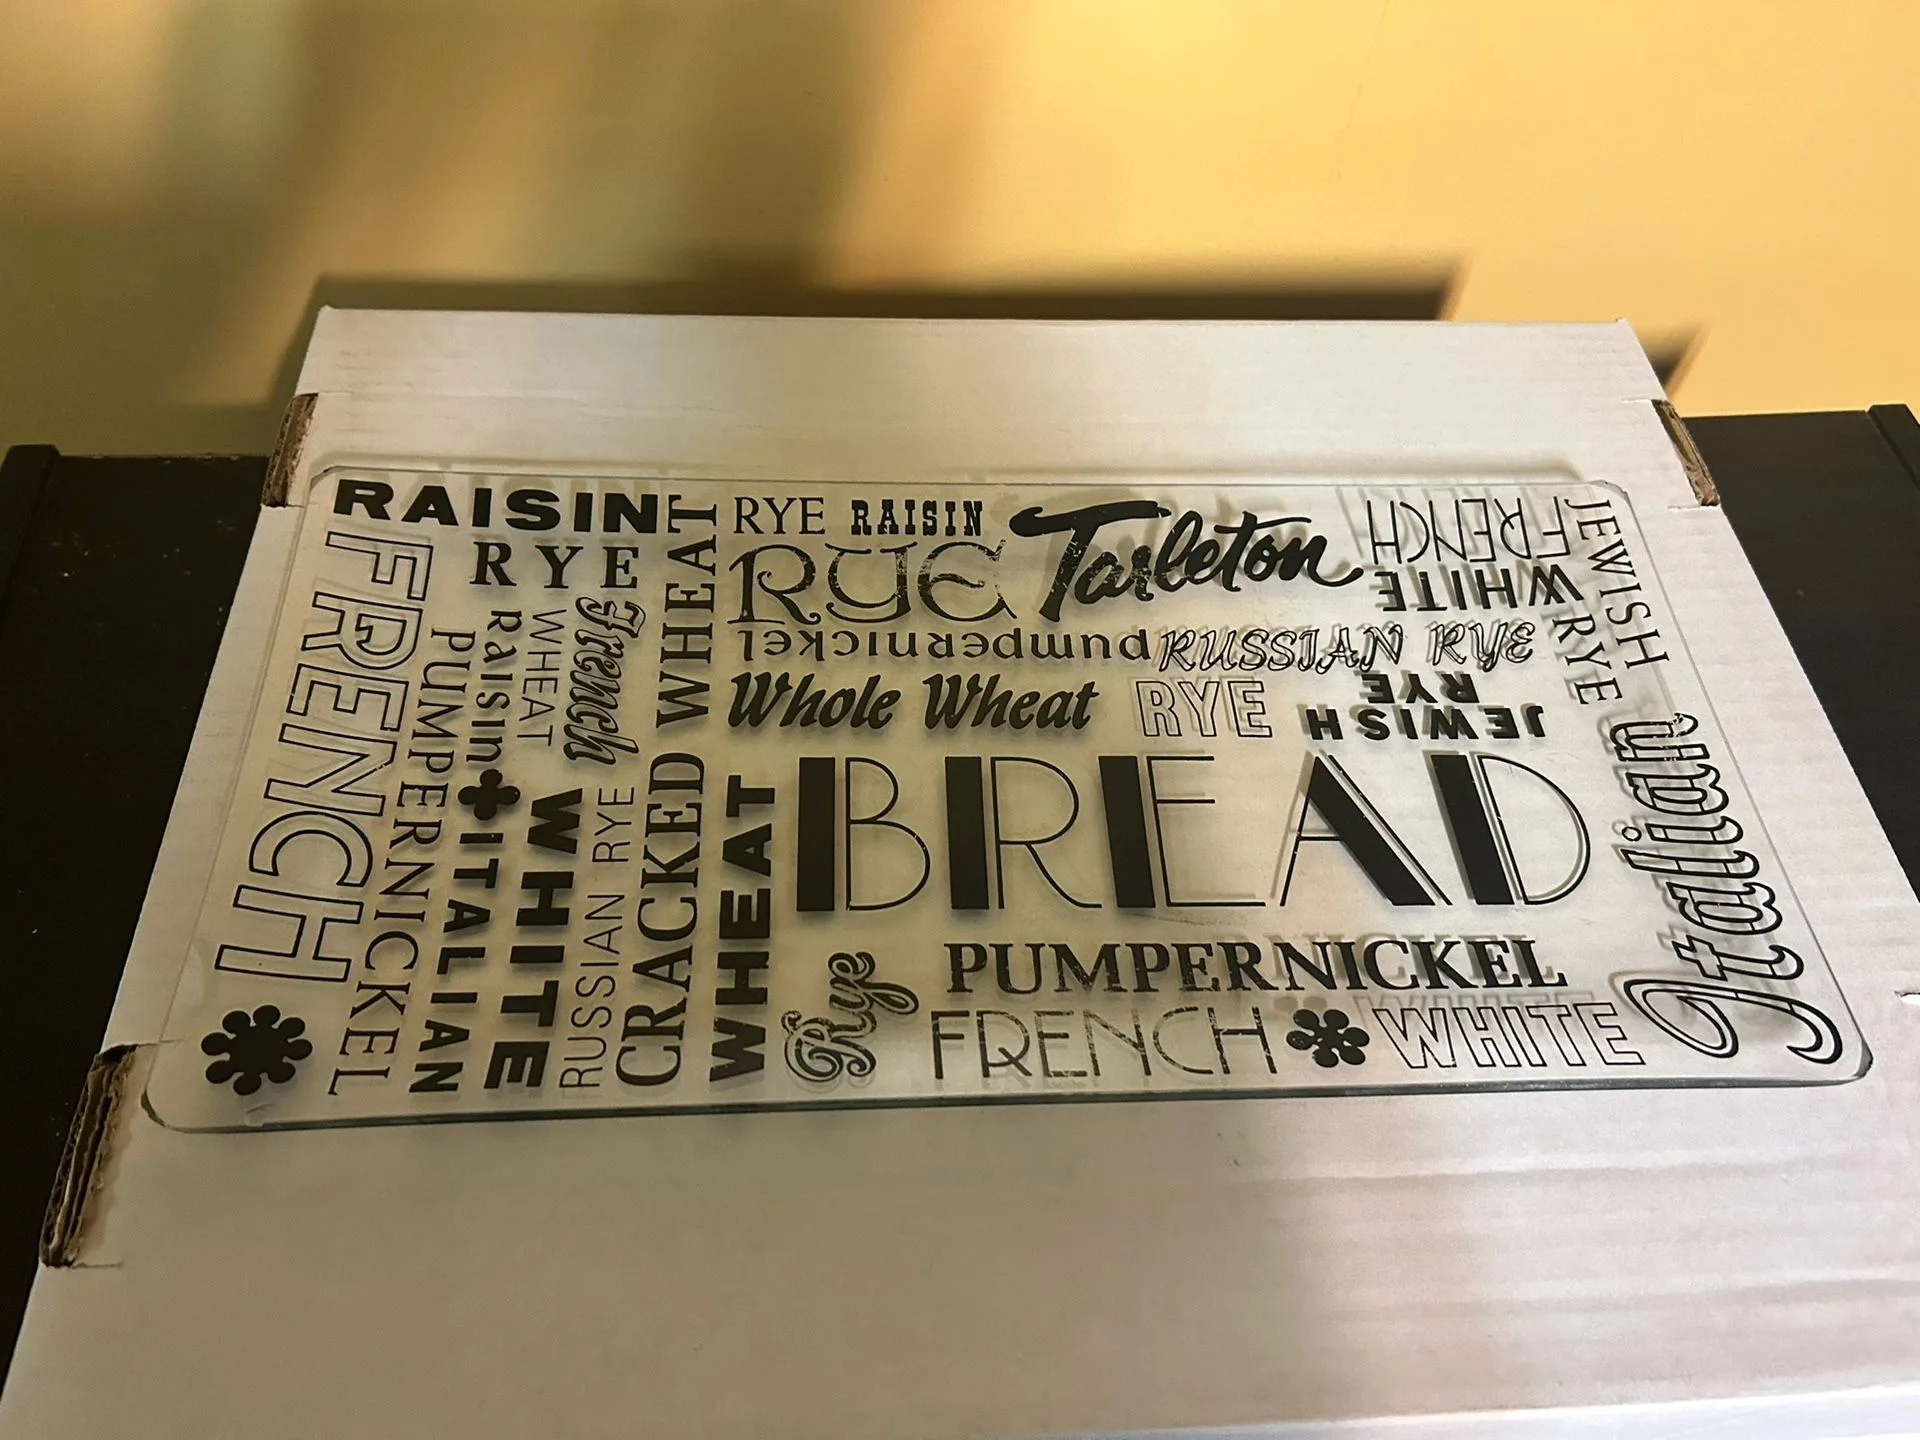 RAISIN
RYE
FRENCH
PUMPERNICKEL
Raisin
WHEAT
French
ITALIAN
WHITE
RUSSIAN RYE
CRACKED WHEAT
WHEAT
RYE
RAISIN
RYE
Tarleton
FRENCH
WHITE
JEWISH RYE
pumpernickel
RUSSIAN RYE
Whole Wheat
RYE
JEWISH
RYE
BREAD
Italian
Rye
PUMPERNICKEL
FRENCH
WHITE